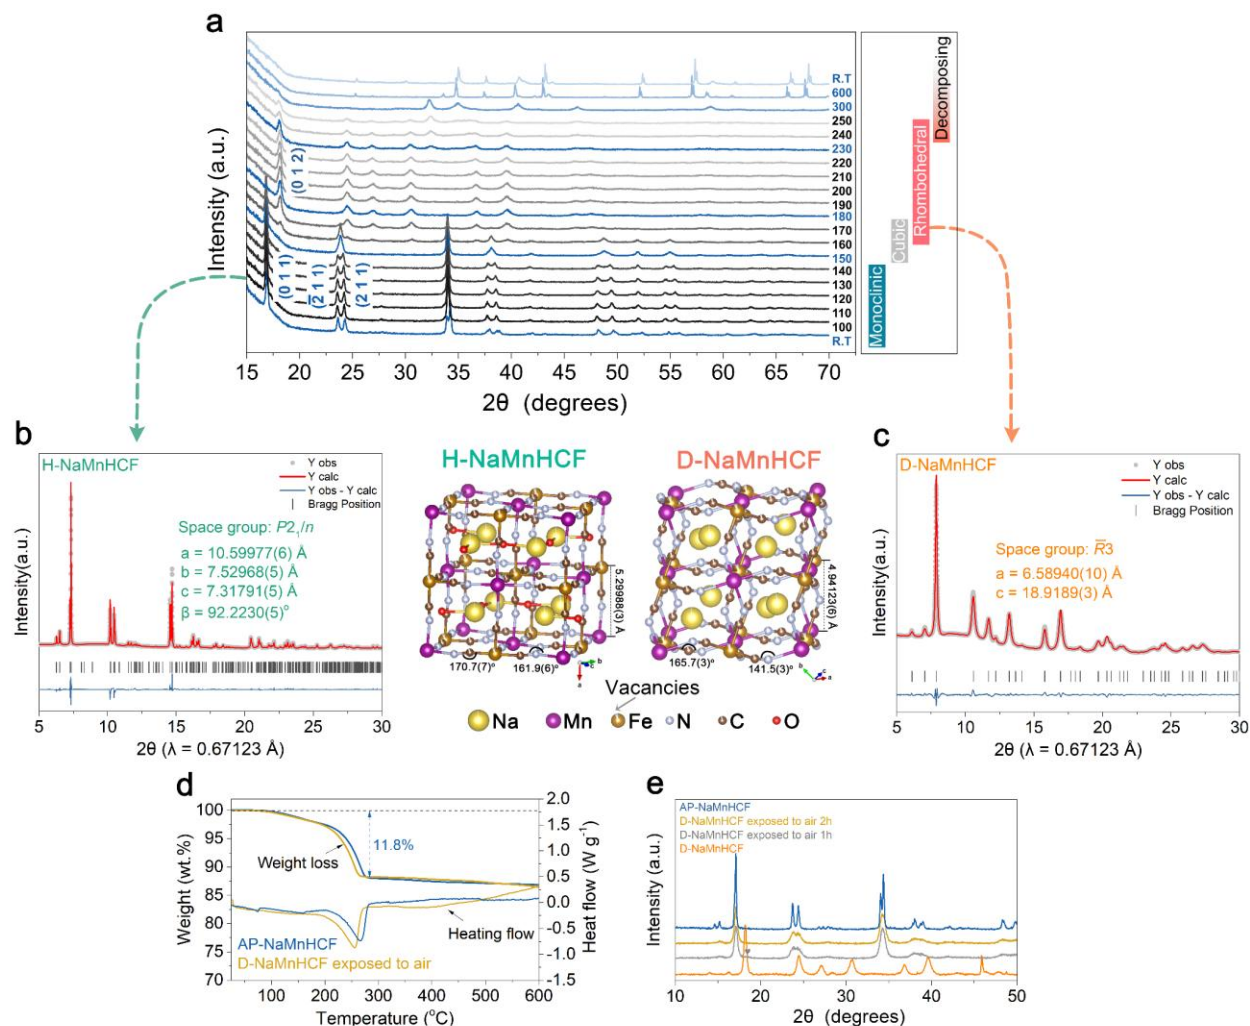 a
Intensity (a.u.)
R.T
600
300
250
240
230
220
210
200
190
180
170
160
150
140
130
120
110
100
R.T
(0 1 2)
(0 1 1)
(2̄ 1 1)
(2 1 1)
Monoclinic
Cubic
Rhombohedral
Decomposing
15 20 25 30 35 40 45 50 55 60 65 70
2θ (degrees)
b
H-NaMnHCF
Y obs
Y calc
Y obs - Y calc
Bragg Position
Space group: P2₁/n
a = 10.59977(6) Å
b = 7.52968(5) Å
c = 7.31791(5) Å
β = 92.2230(5)°
Intensity(a.u.)
5 10 15 20 25 30
2θ (λ = 0.67123 Å)
H-NaMnHCF
5.29988(3) Å
170.7(7)°
161.9(6)°
b
c
a
D-NaMnHCF
4.94123(6) Å
165.7(3)°
141.5(3)°
b
c
a
Vacancies
Na Mn Fe N C O
c
D-NaMnHCF
Y obs
Y calc
Y obs - Y calc
Bragg Position
Space group: R̅3
a = 6.58940(10) Å
c = 18.9189(3) Å
Intensity(a.u.)
5 10 15 20 25 30
2θ (λ = 0.67123 Å)
d
Weight (wt.%)
100
95
90
85
80
75
70
11.8%
Weight loss
Heating flow
AP-NaMnHCF
D-NaMnHCF exposed to air
2.0
1.5
1.0
0.5
0.0
-0.5
-1.0
-1.5
Heat flow (W g⁻¹)
100 200 300 400 500 600
Temperature (°C)
e
AP-NaMnHCF
D-NaMnHCF exposed to air 2h
D-NaMnHCF exposed to air 1h
D-NaMnHCF
Intensity (a.u.)
10 20 30 40 50
2θ (degrees)